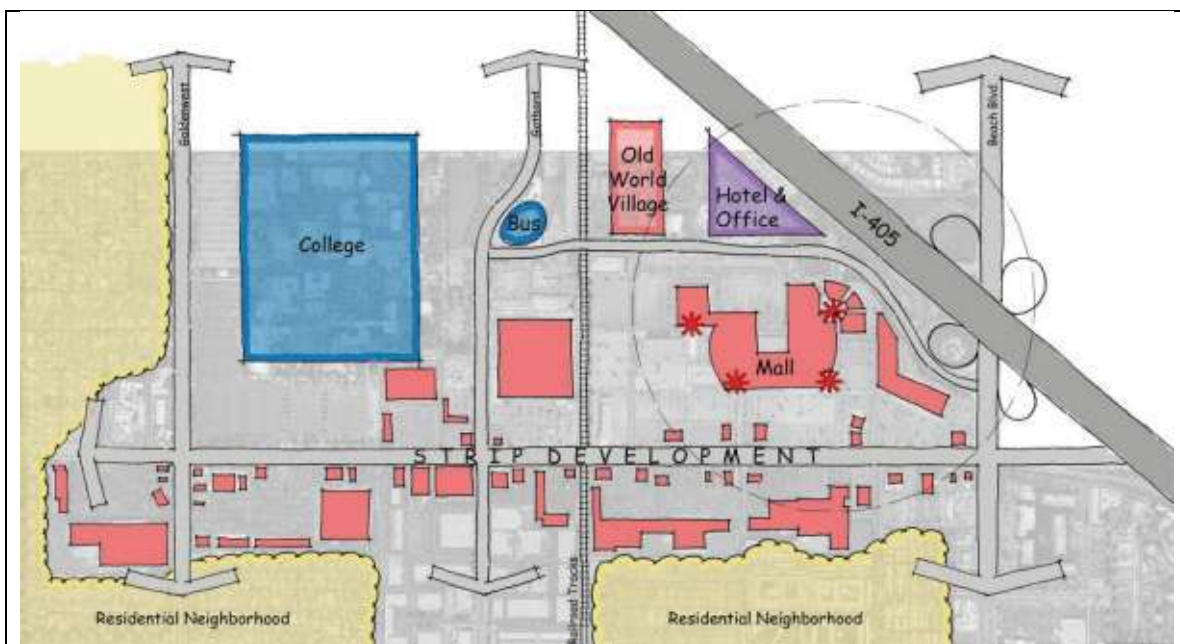 Goldenwest
Gothard
Beach Blvd.
Old
World
Village
Hotel &
Office
I-405
Bus
College
Mall
STRIP DEVELOPMENT
Railroad Tracks
Residential Neighborhood
Residential Neighborhood